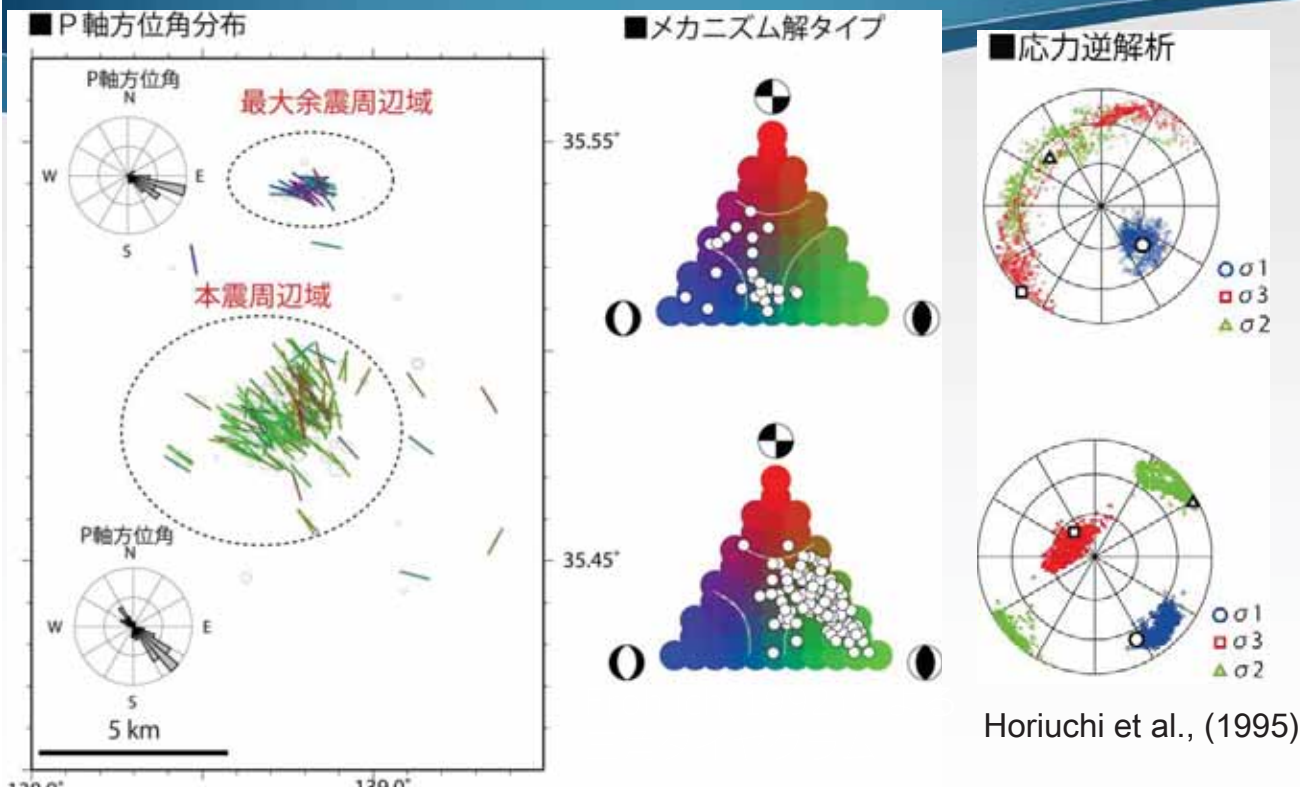 ■P軸方位角分布
P軸方位角
N
W
E
S
最大余震周辺域
35.55°
本震周辺域
35.45°
P軸方位角
N
W
E
S
5 km
139.0°
■メカニズム解タイプ
■応力逆解析
σ1
σ3
σ2
σ1
σ3
σ2
Horiuchi et al., (1995)